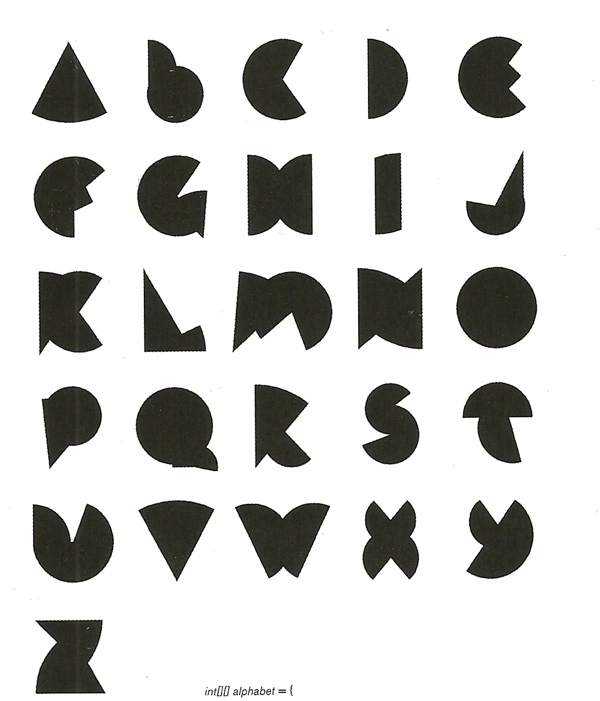 A b C D E
F G H I J
K L M N O
P Q R S T
U V W X Y
Z
int[][] alphabet = {